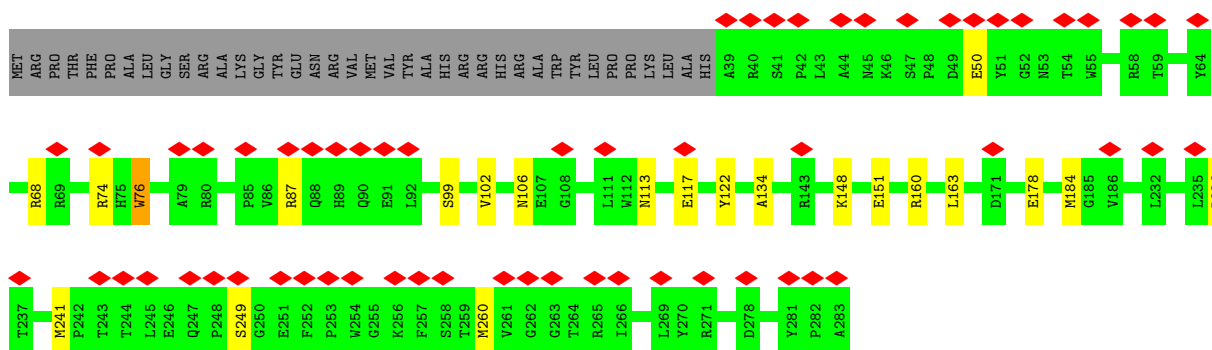 MET ARG PRO THR PHE PRO ALA LEU GLY SER ARG ALA LYS GLY TYR GLU ASN ARG VAL MET VAL TYR ALA HIS ARG ARG HIS ARG ALA TRP TYR LEU PRO PRO LYS LEU ALA HIS A39 R40 S41 P42 L43 A44 N45 K46 S47 P48 D49 E50 Y51 G52 N53 T54 W55 R58 T59 Y64
R68 R69 R74 H75 W76 A79 R80 P85 V86 R87 Q88 H89 Q90 E91 L92 S99 V102 N106 E107 G108 L111 W112 N113 E117 Y122 A134 R143 K148 E151 R160 L163 D171 E178 M184 G185 V186 L232 L235
T237 M241 P242 T243 T244 L245 E246 Q247 P248 S249 G250 E251 F252 P253 W254 G255 K256 F257 S258 T259 M260 V261 G262 G263 T264 R265 I266 L269 Y270 R271 D278 Y281 P282 A283